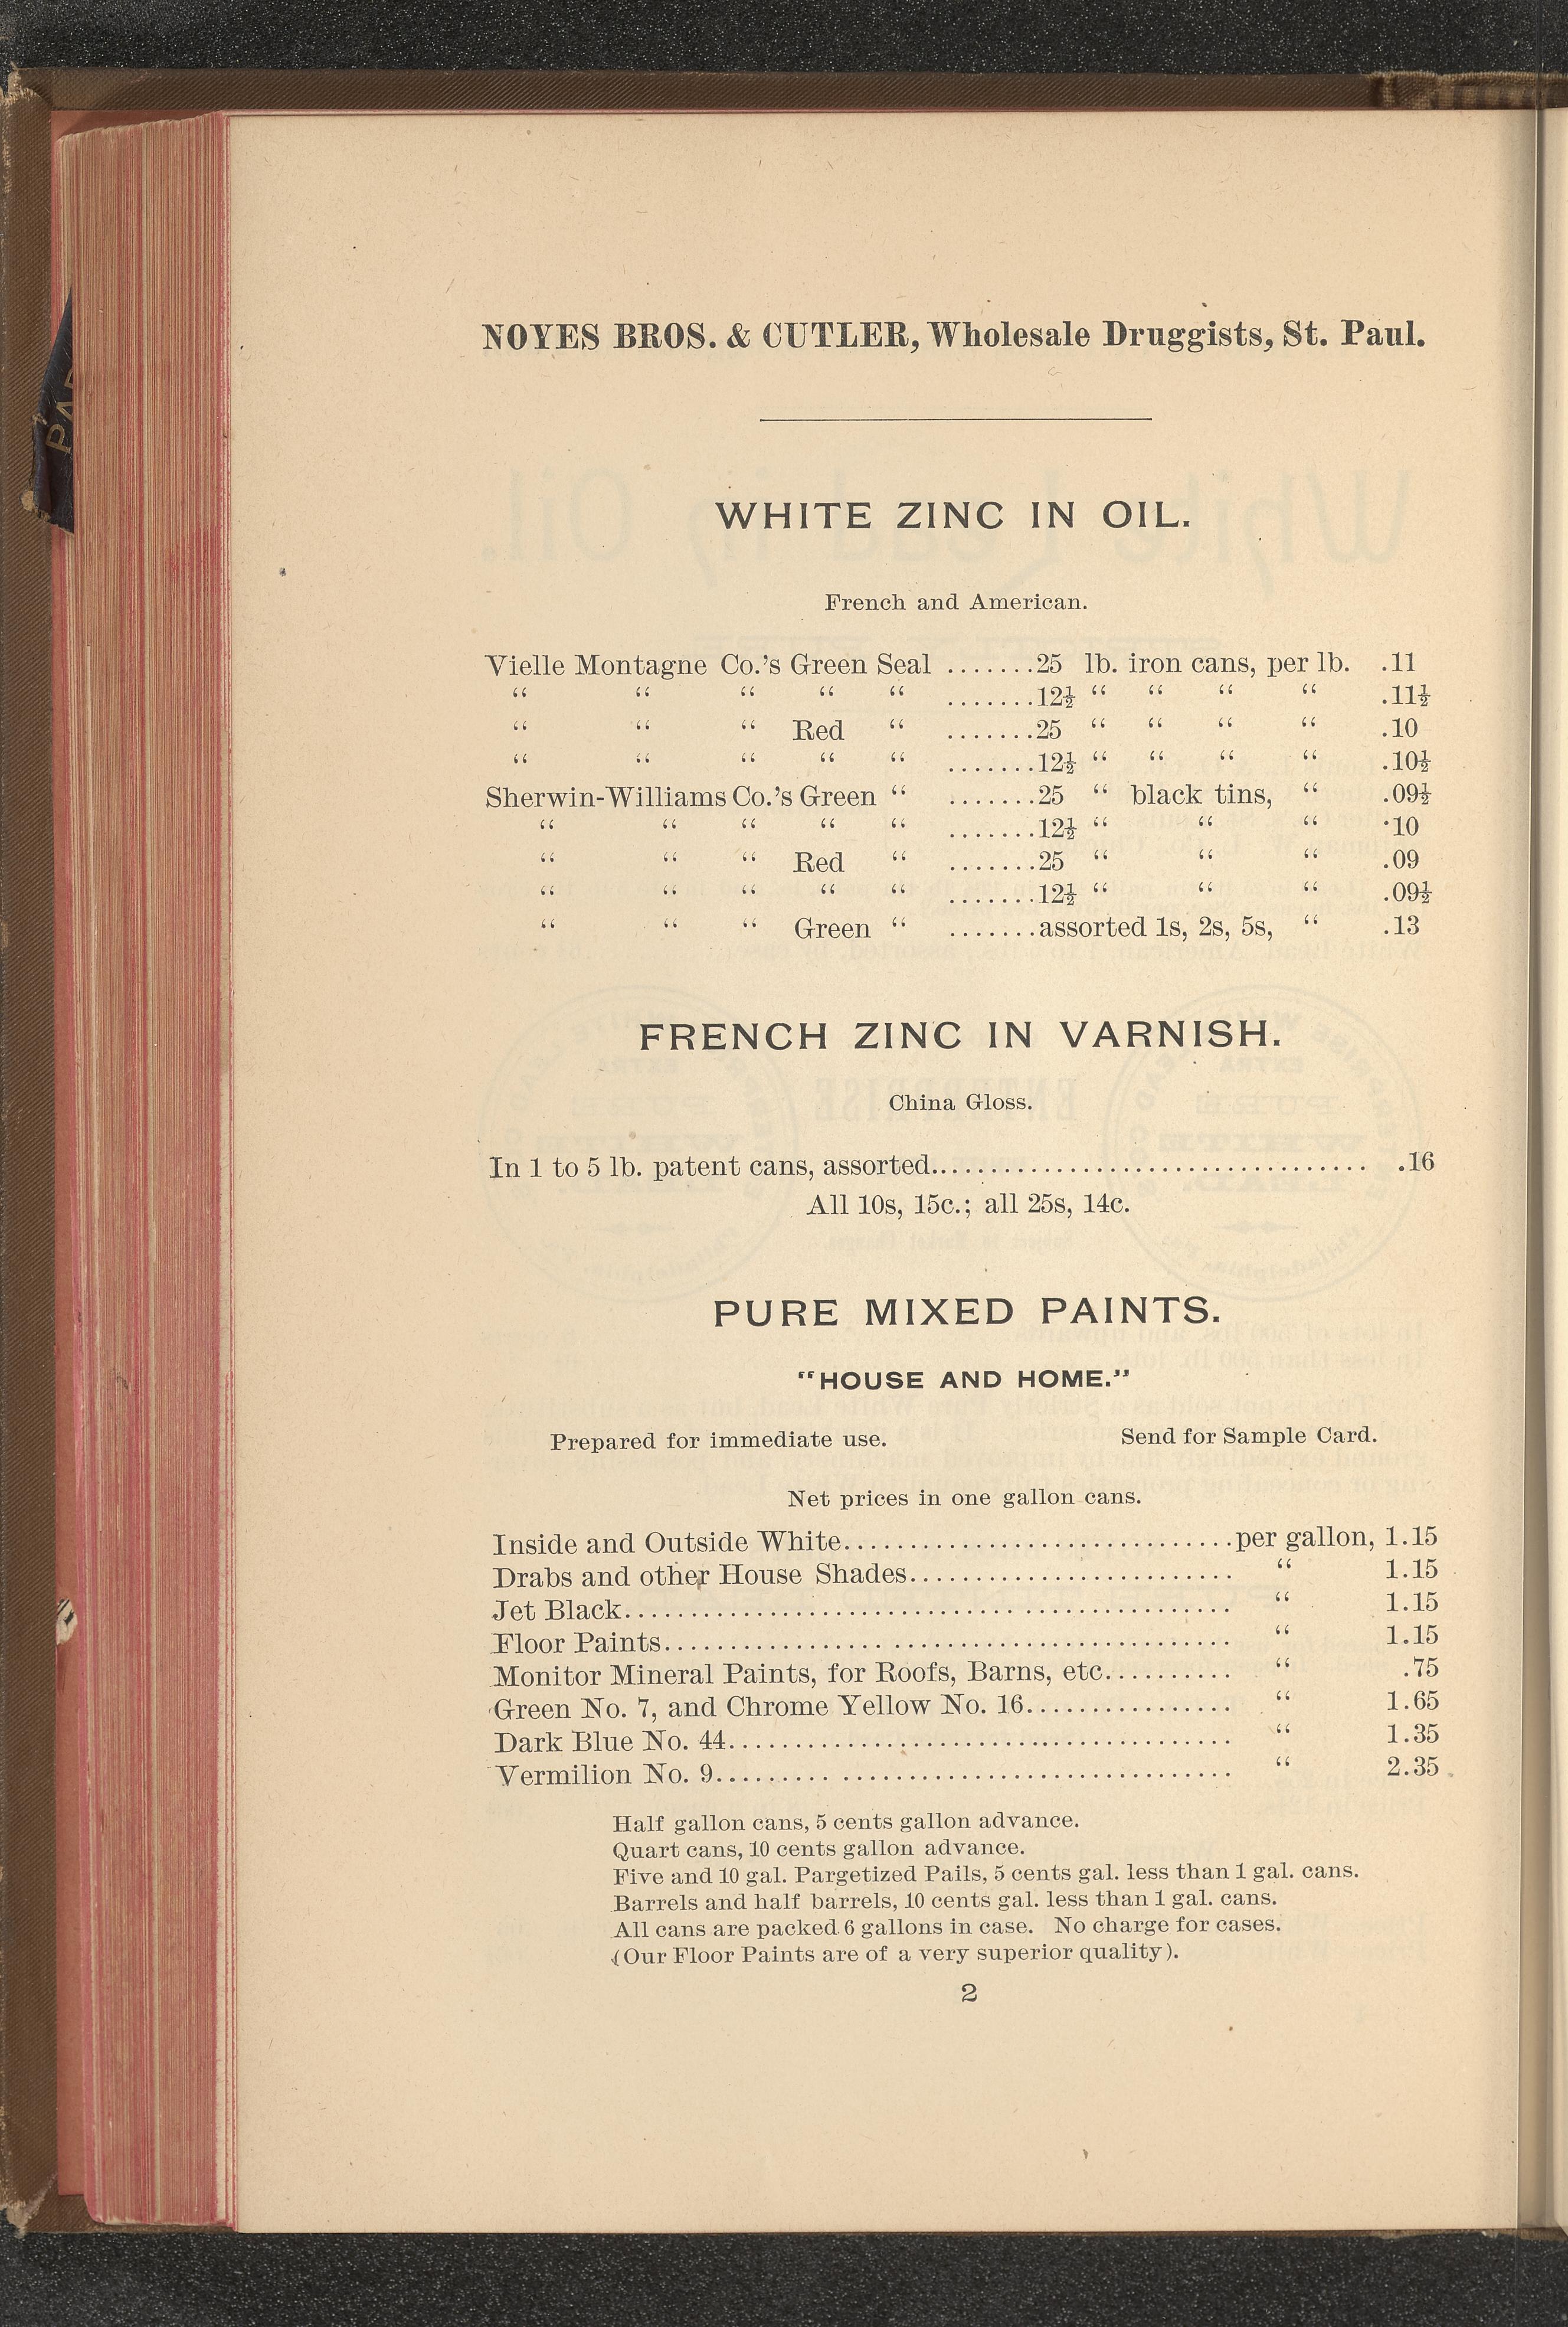 NOYES BROS. & CUTLER, Wholesale Druggists, St. Paul.
WHITE ZINC IN OIL.
French and American.
Vielle Montagne Co.'s Green Seal .......25 lb. iron cans, per lb. .11
“ “ “ “ “ .......12½ “ “ “ “ .11½
“ “ “ Red “ .......25 “ “ “ “ .10
“ “ “ “ “ .......12½ “ “ “ “ .10½
Sherwin-Williams Co.'s Green “ .......25 “ black tins, “ .09½
“ “ “ “ “ .......12½ “ “ “ .10
“ “ “ Red “ .......25 “ “ “ .09
“ “ “ “ “ .......12½ “ “ “ .09½
“ “ “ Green “ .......assorted 1s, 2s, 5s, “ .13
FRENCH ZINC IN VARNISH.
China Gloss.
In 1 to 5 lb. patent cans, assorted.................................. .16
All 10s, 15c.; all 25s, 14c.
PURE MIXED PAINTS.
"HOUSE AND HOME."
Prepared for immediate use. Send for Sample Card.
Net prices in one gallon cans.
Inside and Outside White..............................per gallon, 1.15
Drabs and other House Shades......................... “ 1.15
Jet Black.............................................. “ 1.15
Floor Paints........................................... “ 1.15
Monitor Mineral Paints, for Roofs, Barns, etc.......... “ .75
Green No. 7, and Chrome Yellow No. 16................ “ 1.65
Dark Blue No. 44....................................... “ 1.35
Vermilion No. 9......... .............................. “ 2.35
Half gallon cans, 5 cents gallon advance.
Quart cans, 10 cents gallon advance.
Five and 10 gal. Pargetized Pails, 5 cents gal. less than 1 gal. cans.
Barrels and half barrels, 10 cents gal. less than 1 gal. cans.
All cans are packed 6 gallons in case. No charge for cases.
(Our Floor Paints are of a very superior quality).
2